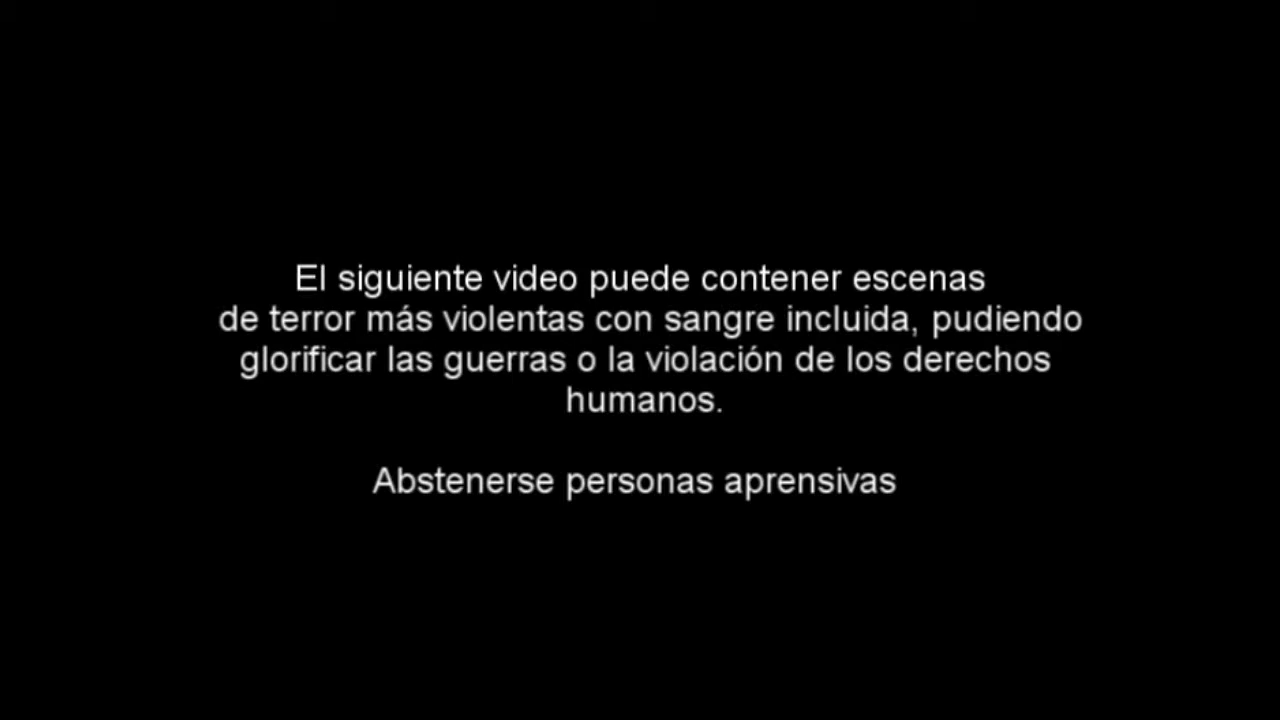 El siguiente video puede contener escenas
de terror más violentas con sangre incluida, pudiendo
glorificar las guerras o la violación de los derechos
humanos.
Abstenerse personas aprensivas